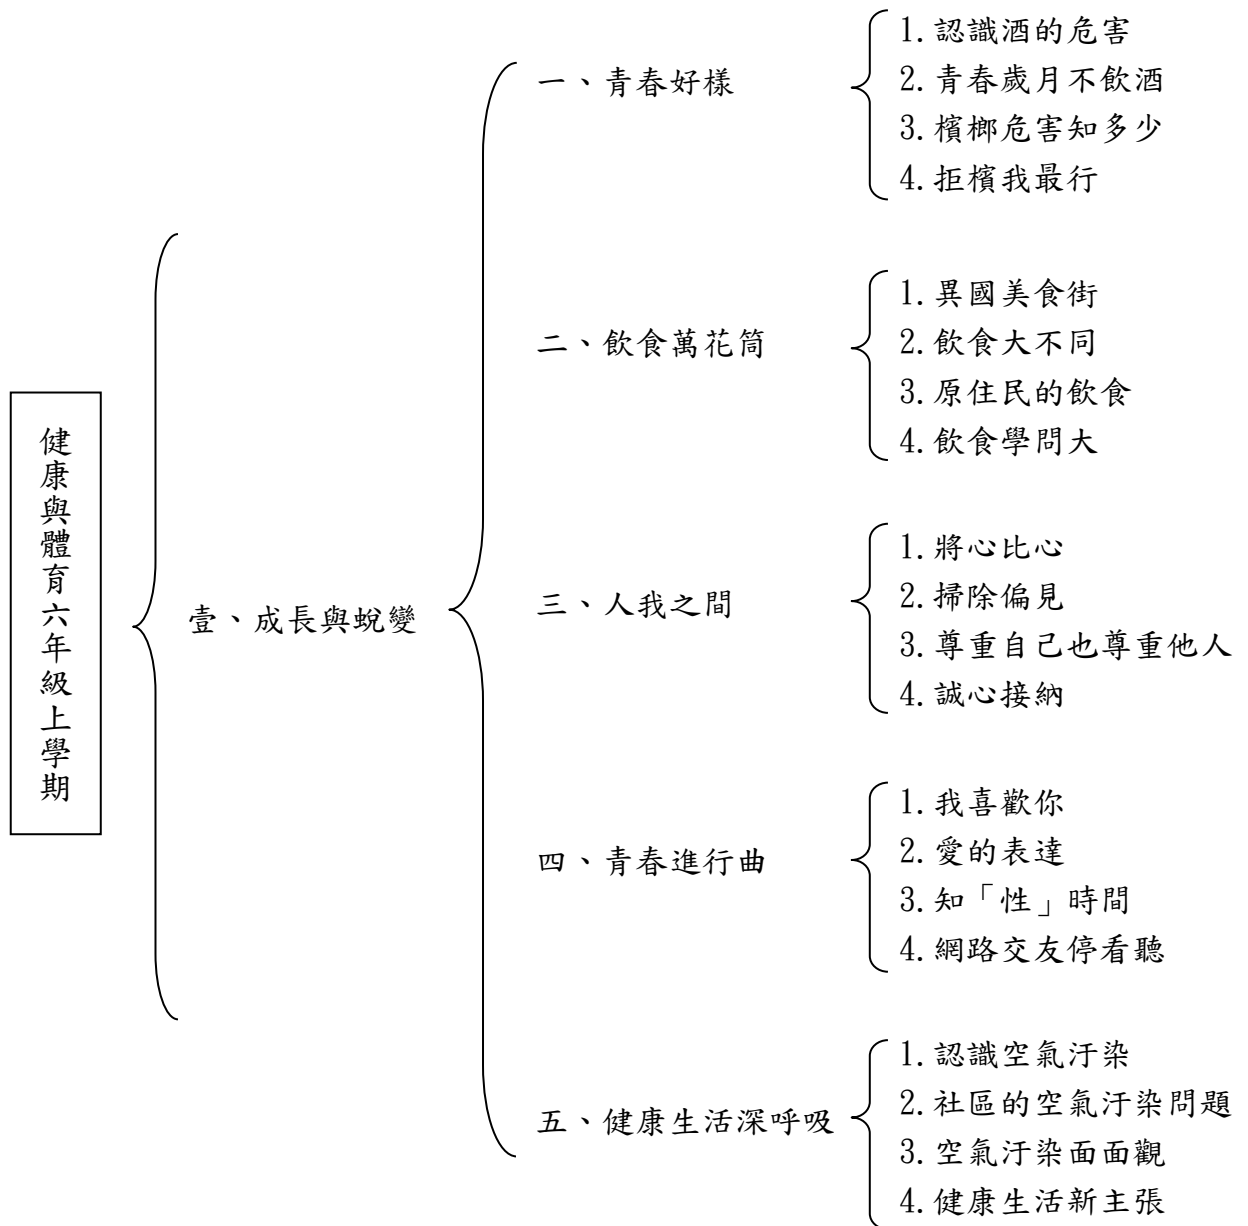 健康與體育六年級上學期
壹、成長與蛻變
一、青春好樣
1.認識酒的危害
2.青春歲月不飲酒
3.檳榔危害知多少
4.拒檳我最行
二、飲食萬花筒
1.異國美食街
2.飲食大不同
3.原住民的飲食
4.飲食學問大
三、人我之間
1.將心比心
2.掃除偏見
3.尊重自己也尊重他人
4.誠心接納
四、青春進行曲
1.我喜歡你
2.愛的表達
3.知「性」時間
4.網路交友停看聽
五、健康生活深呼吸
1.認識空氣汙染
2.社區的空氣汙染問題
3.空氣汙染面面觀
4.健康生活新主張